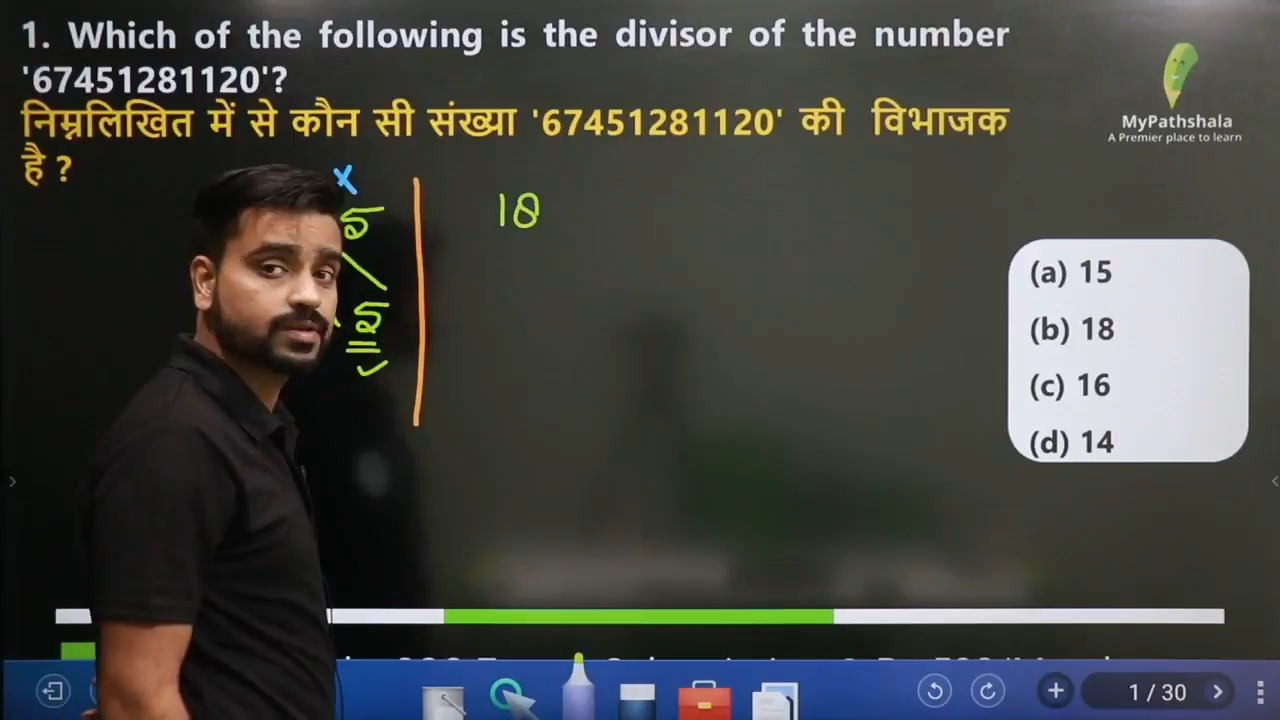 1. Which of the following is the divisor of the number
'67451281120'?
निम्नलिखित में से कौन सी संख्या '67451281120' की विभाजक
है ?
MyPathshala
A Premier place to learn
18
(a) 15
(b) 18
(c) 16
(d) 14
1 / 30